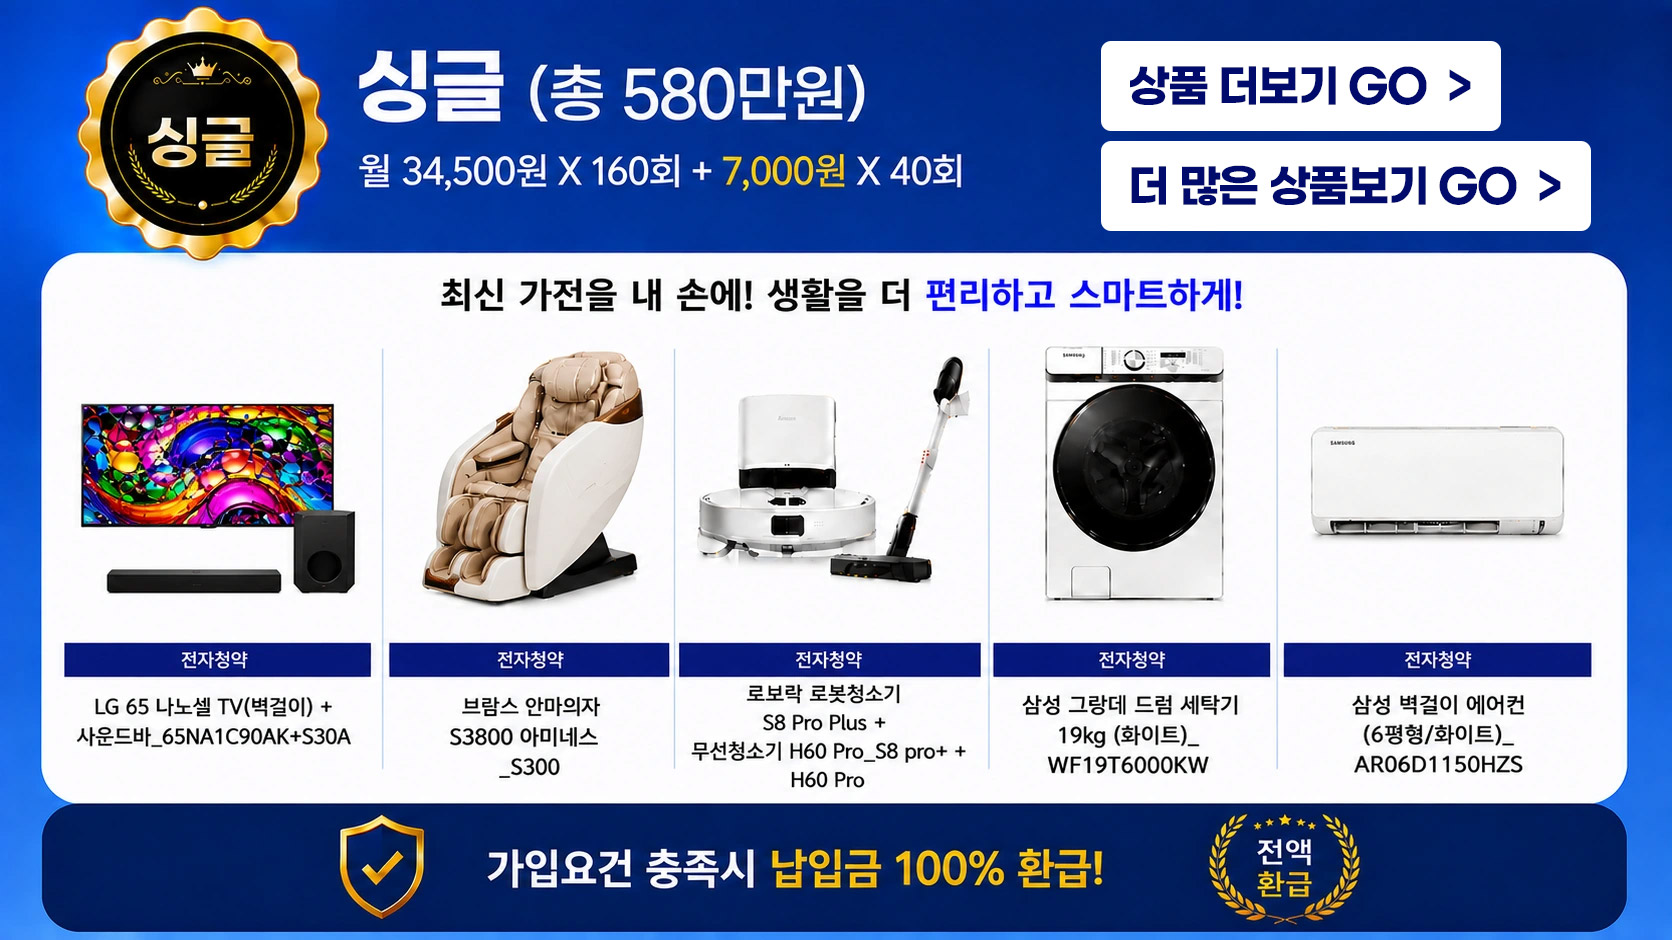 싱글
싱글 (총 580만원)
월 34,500원 X 160회 + 7,000원 X 40회
상품 더보기 GO >
더 많은 상품보기 GO >
최신 가전을 내 손에! 생활을 더 편리하고 스마트하게!
SAMSUNG
SAMSUNG
전자청약
LG 65 나노셀 TV(벽걸이) +
사운드바_65NA1C90AK+S30A
전자청약
브람스 안마의자
S3800 아미네스
_S300
전자청약
로보락 로봇청소기
S8 Pro Plus +
무선청소기 H60 Pro_S8 pro+ +
H60 Pro
전자청약
삼성 그랑데 드럼 세탁기
19kg (화이트)_
WF19T6000KW
전자청약
삼성 벽걸이 에어컨
(6평형/화이트)_
AR06D1150HZS
가입요건 충족시 납입금 100% 환급!
전액
환급